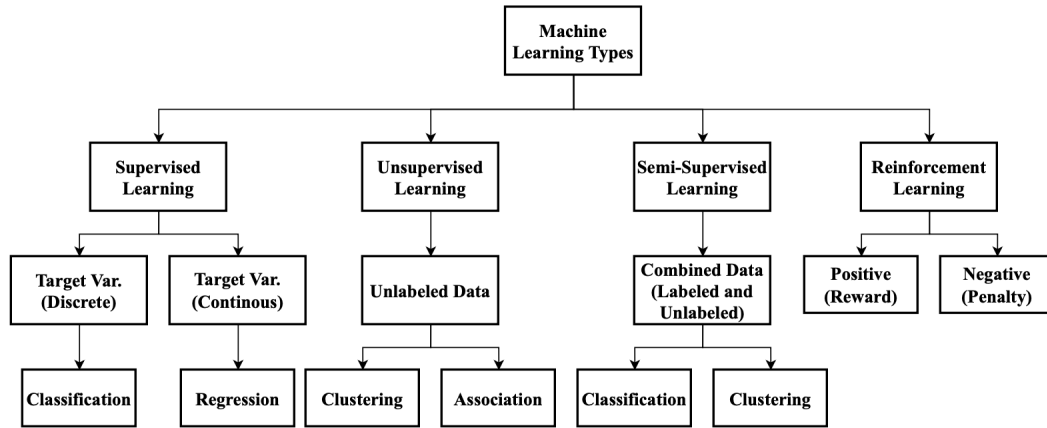 Machine
Learning Types
Supervised
Learning
Unsupervised
Learning
Semi-Supervised
Learning
Reinforcement
Learning
Target Var.
(Discrete)
Target Var.
(Continous)
Unlabeled Data
Combined Data
(Labeled and
Unlabeled)
Positive
(Reward)
Negative
(Penalty)
Classification
Regression
Clustering
Association
Classification
Clustering